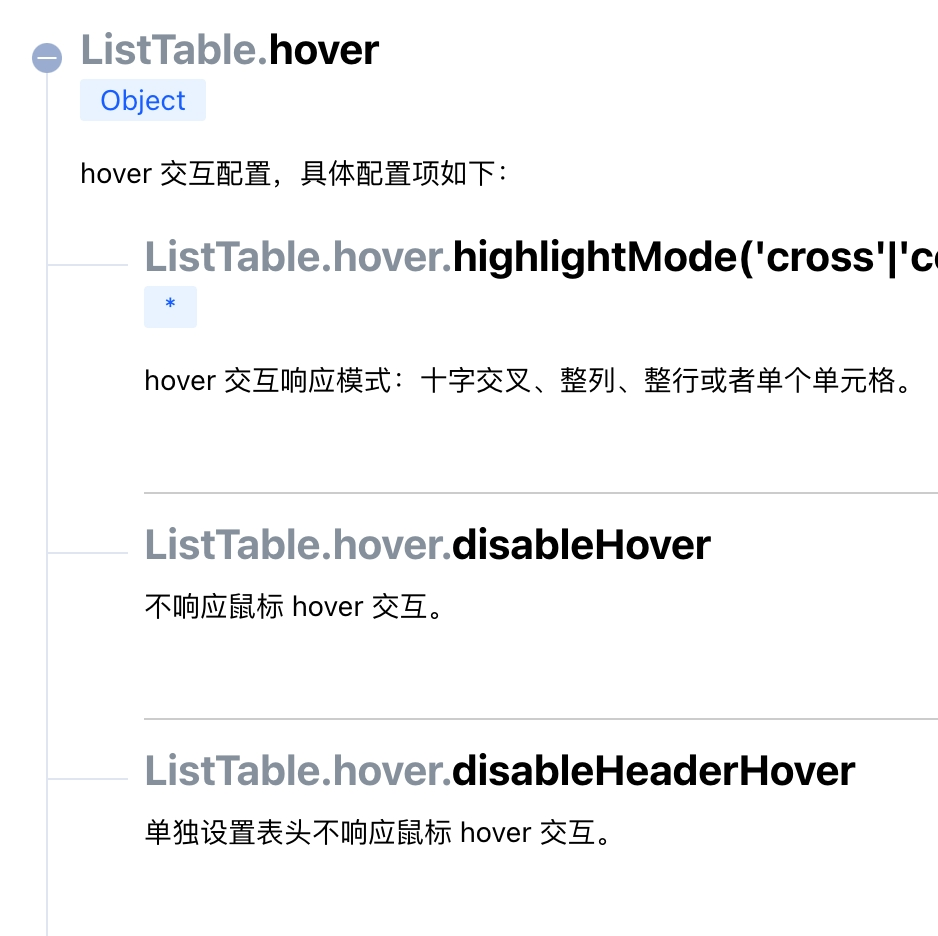 ListTable.hover
Object
hover 交互配置，具体配置项如下：
ListTable.hover.highlightMode('cross'|'c
*
hover 交互响应模式：十字交叉、整列、整行或者单个单元格。
ListTable.hover.disableHover
不响应鼠标 hover 交互。
ListTable.hover.disableHeaderHover
单独设置表头不响应鼠标 hover 交互。